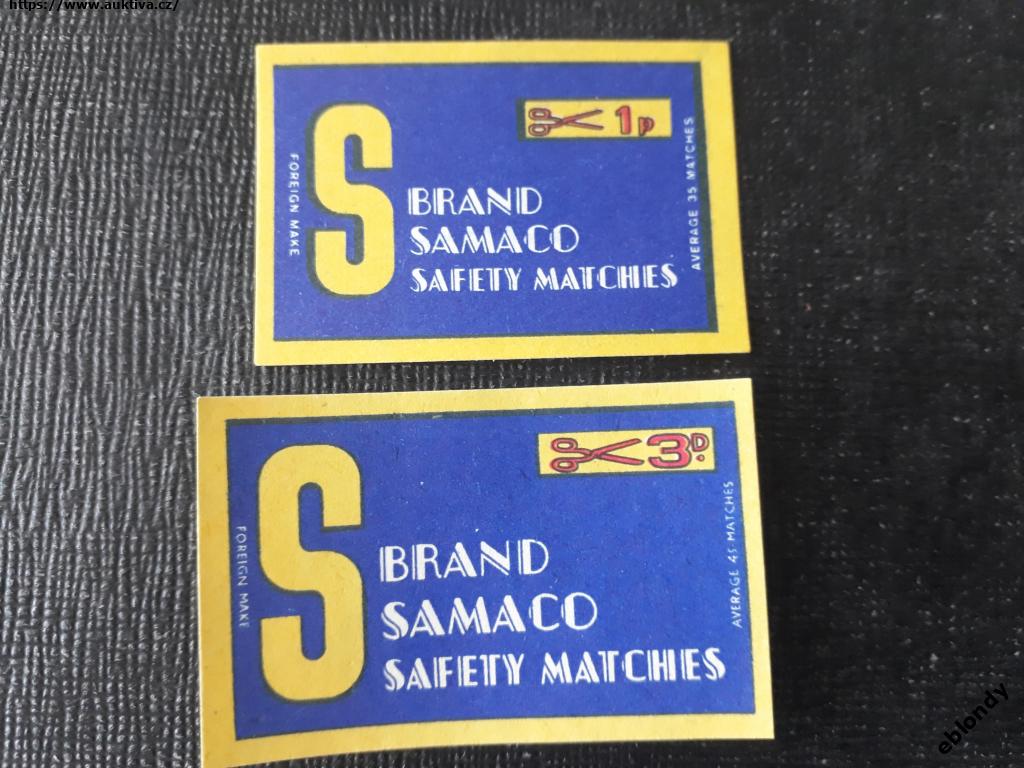 https://www.auktiva.cz/
FOREIGN MAKE
S
BRAND
SAMACO
SAFETY MATCHES
1p
AVERAGE 35 MATCHES
FOREIGN MAKE
S
BRAND
SAMACO
SAFETY MATCHES
3D.
AVERAGE 45 MATCHES
eblondy